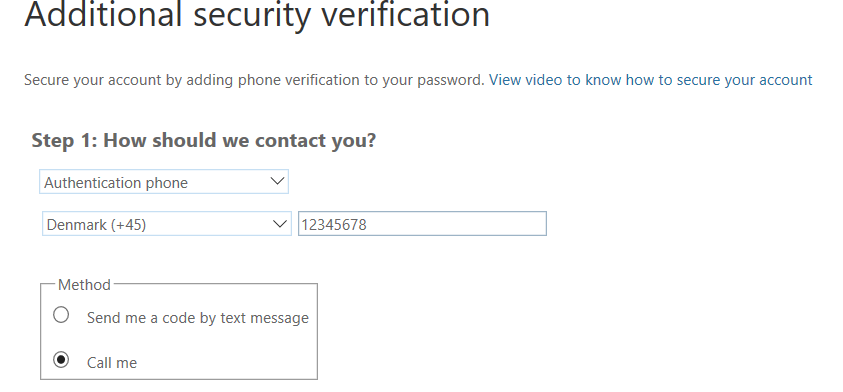 Additional security verification
Secure your account by adding phone verification to your password. View video to know how to secure your account
Step 1: How should we contact you?
Authentication phone
Denmark (+45) 12345678
Method
Send me a code by text message
Call me